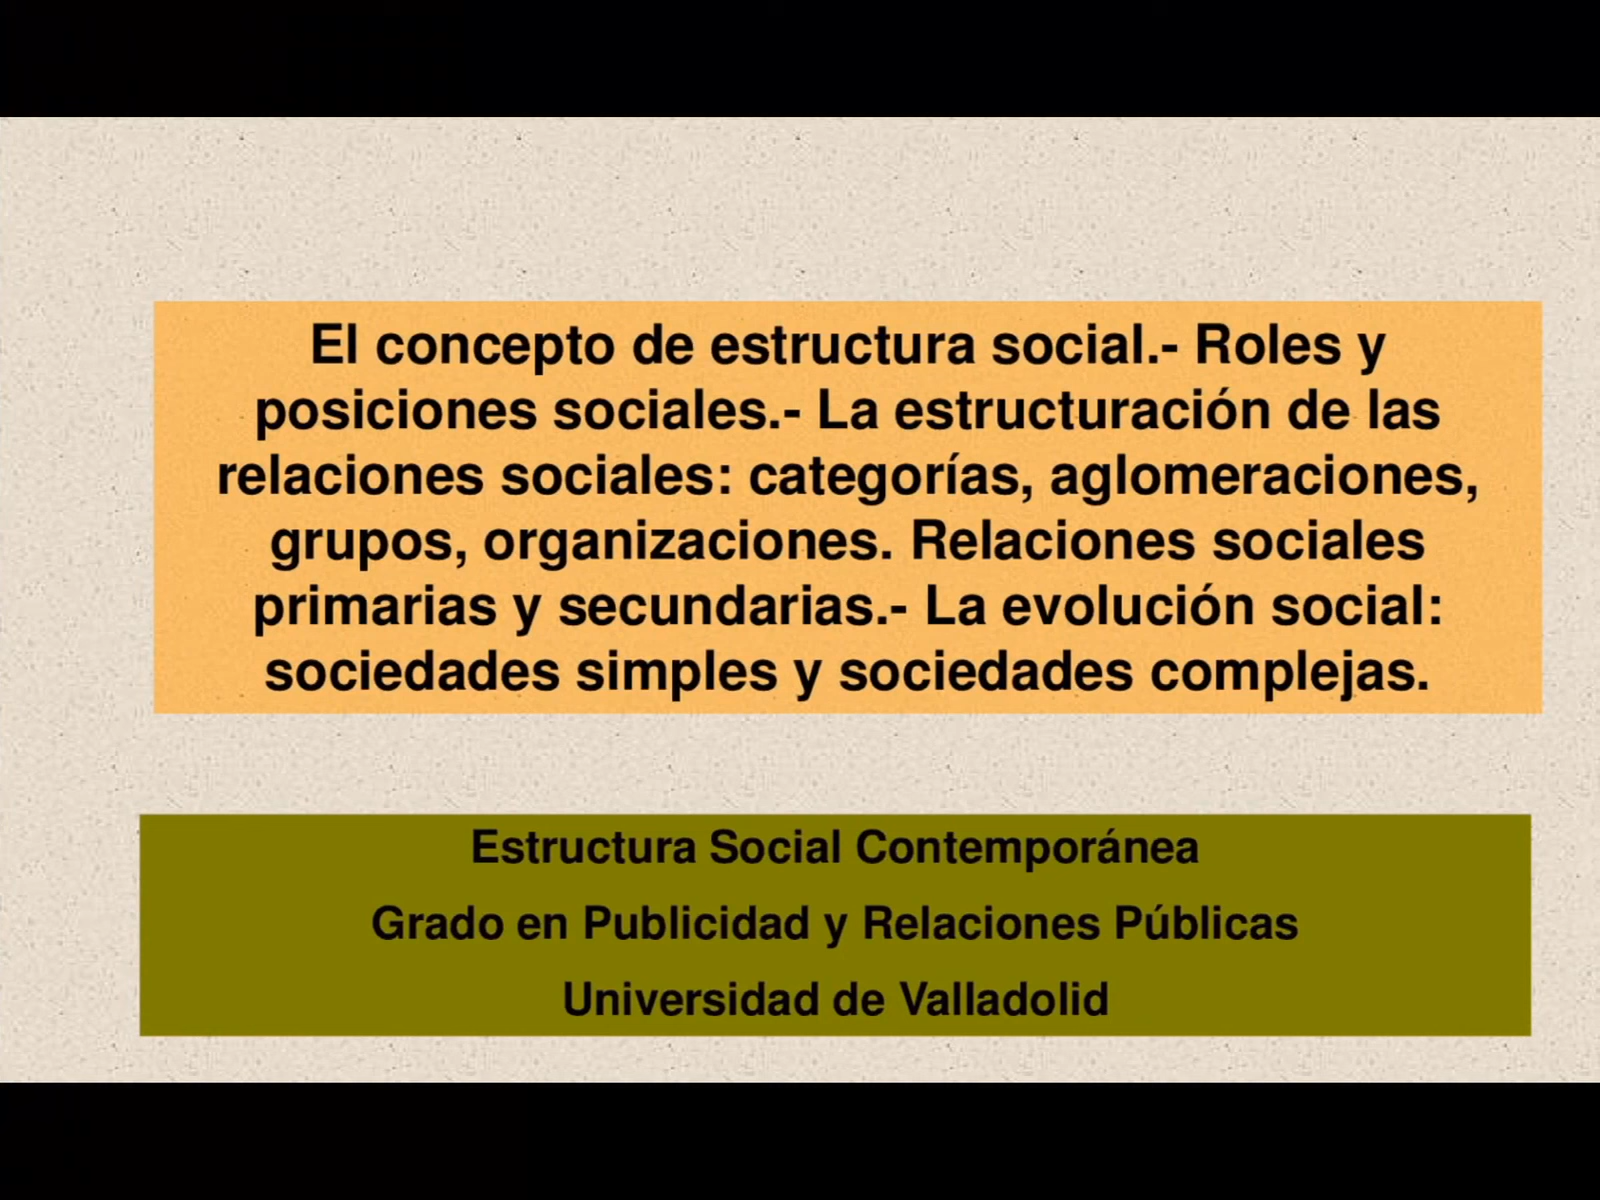 El concepto de estructura social.- Roles y
posiciones sociales.- La estructuración de las
relaciones sociales: categorías, aglomeraciones,
grupos, organizaciones. Relaciones sociales
primarias y secundarias.- La evolución social:
sociedades simples y sociedades complejas.
Estructura Social Contemporánea
Grado en Publicidad y Relaciones Públicas
Universidad de Valladolid